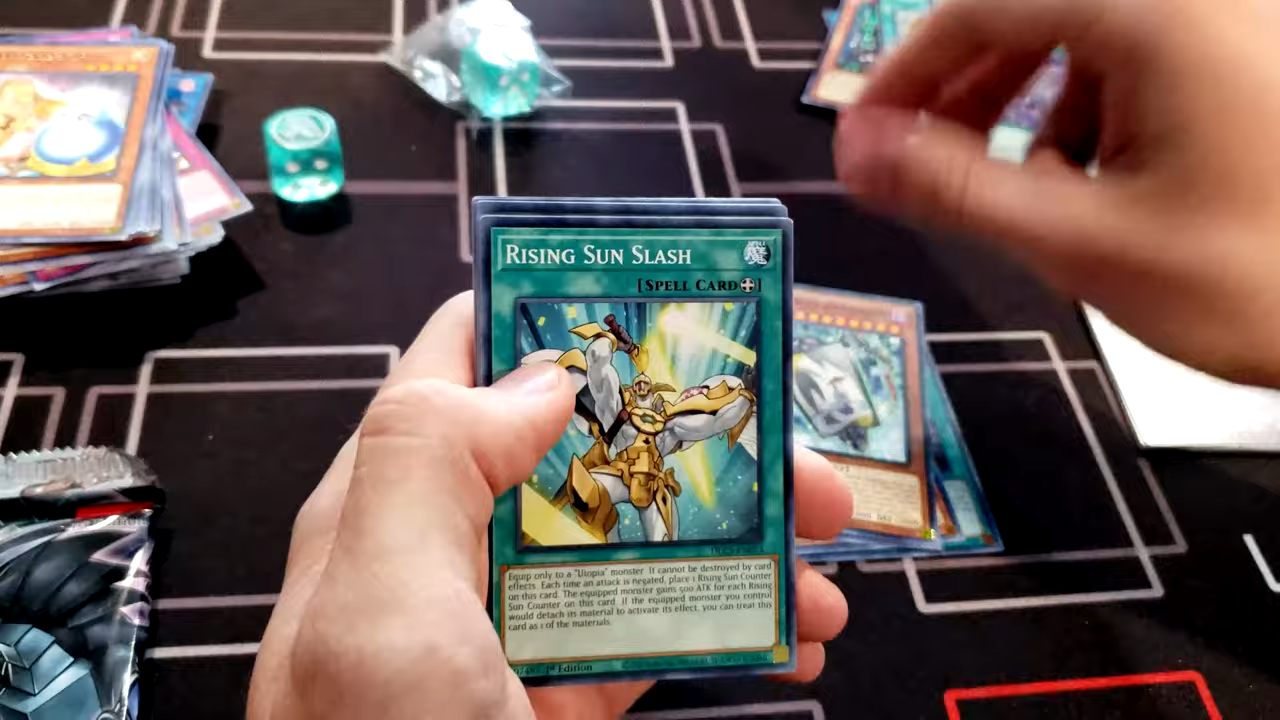 RISING SUN SLASH
魔
[SPELL CARD]
Equip only to a "Utopia" monster. It cannot be destroyed by card
effects. Each time an attack is negated, place 1 Rising Sun Counter
on this card. The equipped monster gains 500 ATK for each Rising
Sun Counter on this card. If the equipped monster you control
would detach its material to activate its effect, you can treat this
card as 1 of the materials.
1st Edition